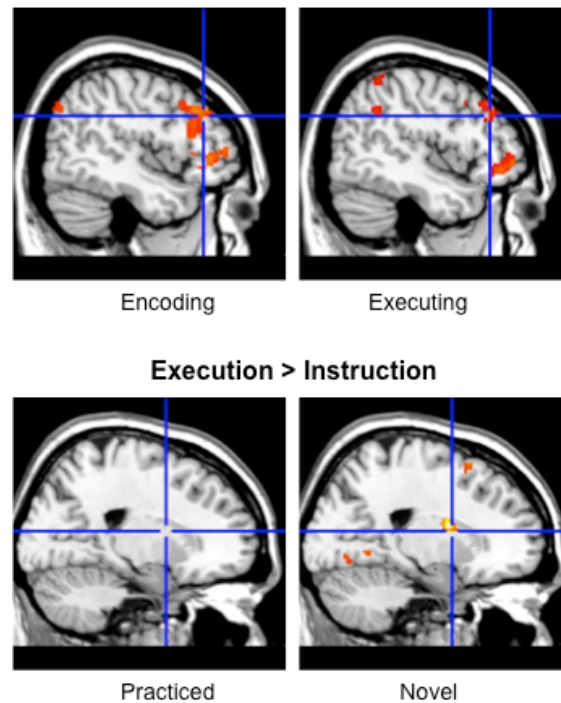 Encoding
Executing
Execution > Instruction
Practiced
Novel